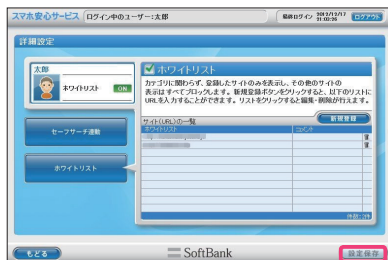 スマホ安心サービス ログイン中のユーザー：太郎 最終ログイン 2012/12/17 21:03:26 ログアウト
詳細設定
太郎
ホワイトリスト ON
セーフサーチ連動
ホワイトリスト
ホワイトリスト
カテゴリに関わらず、登録したサイトのみを表示し、その他のサイトの
表示はすべてブロックします。新規登録ボタンをクリックすると、以下のリストに
URLを入力することができます。リストをクリックすると編集・削除が行えます。
サイト(URL)の一覧 新規登録
ホワイトリスト コメント
もどる SoftBank 設定保存